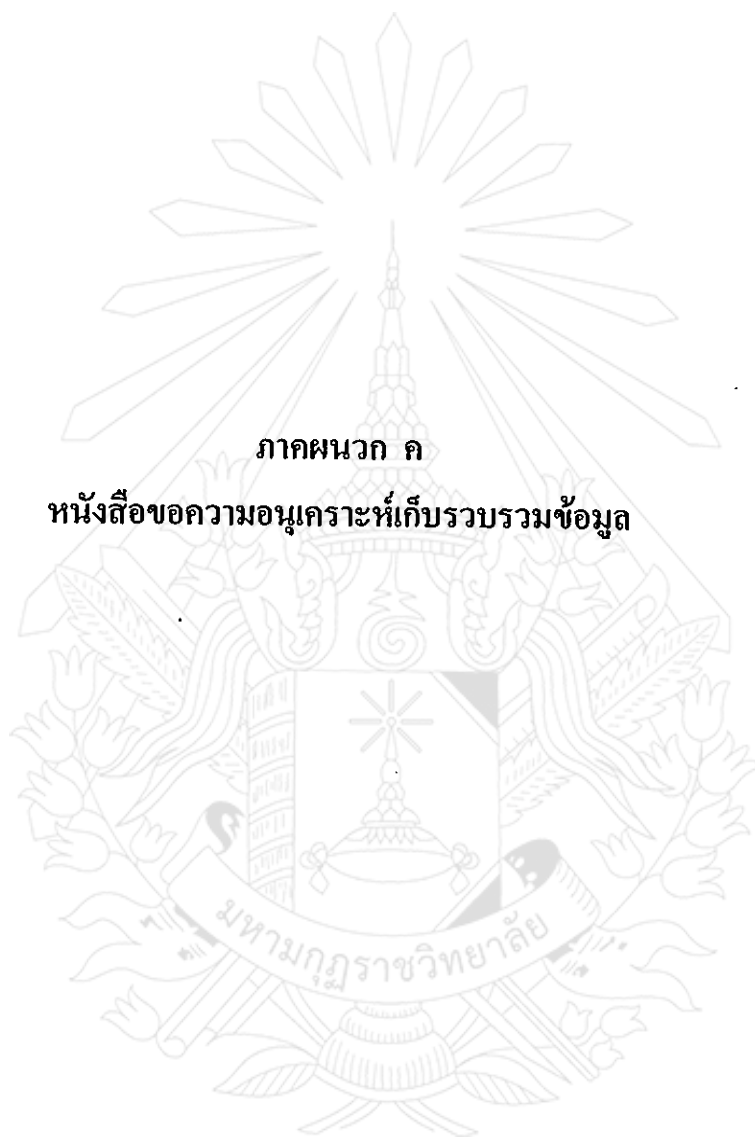 ภาคผนวก ค
หนังสือขอความอนุเคราะห์เก็บรวบรวมข้อมูล
มหามกุฏราชวิทยาลัย